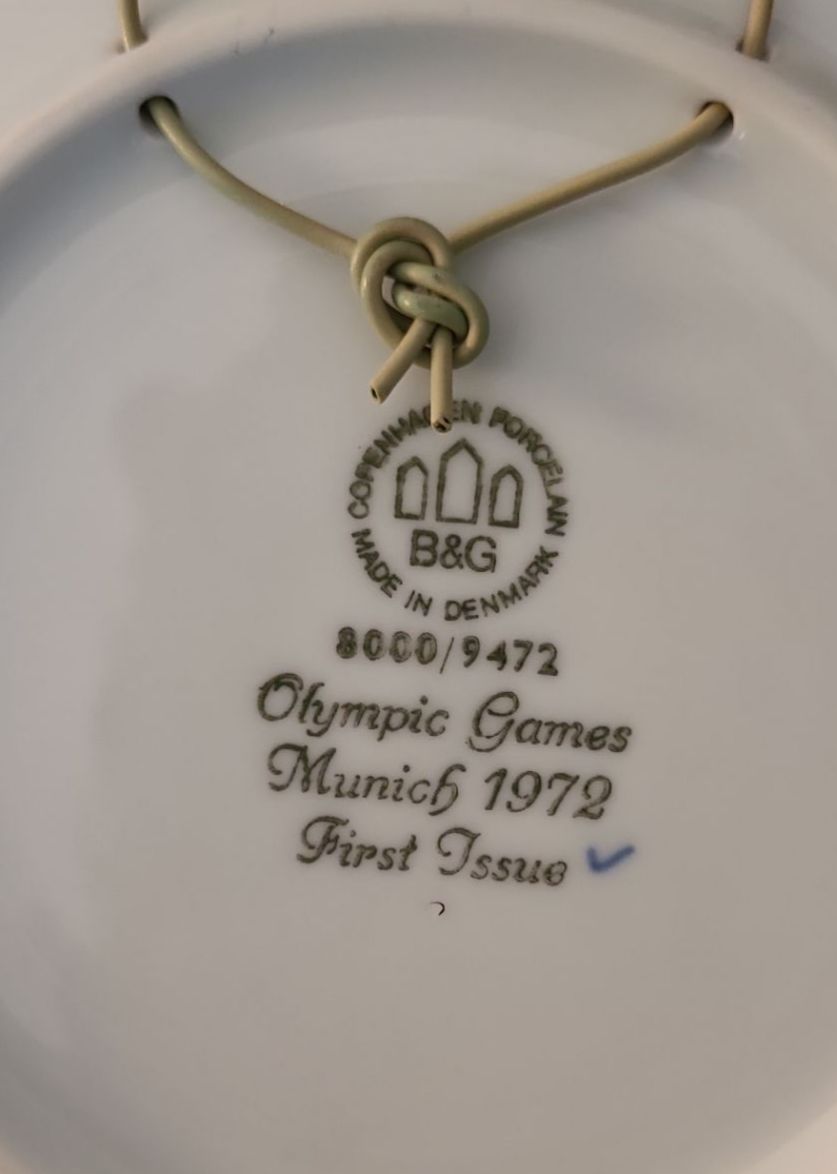 COPENHAGEN PORCELAIN
B&G
MADE IN DENMARK
8000/9472
Olympic Games
Munich 1972
First Issue